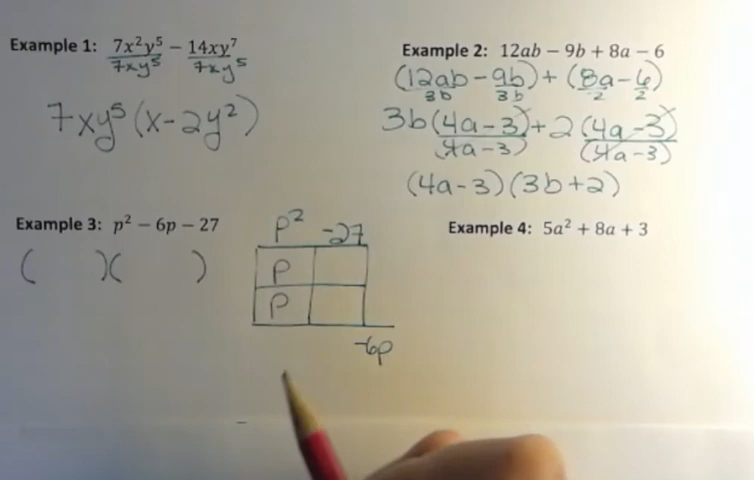 Example 1: 7x²y⁵ − 14xy⁷
7xy⁵ 7xy⁵
7xy⁵(x-2y²)
Example 2: 12ab − 9b + 8a − 6
(12ab-9b)+(8a-6)
3b 3b 2 2
3b(4a-3)+2(4a-3)
(4a-3) (4a-3)
(4a-3)(3b+2)
Example 3: p² − 6p − 27
( )( )
p² -27
p
p
-6p
Example 4: 5a² + 8a + 3